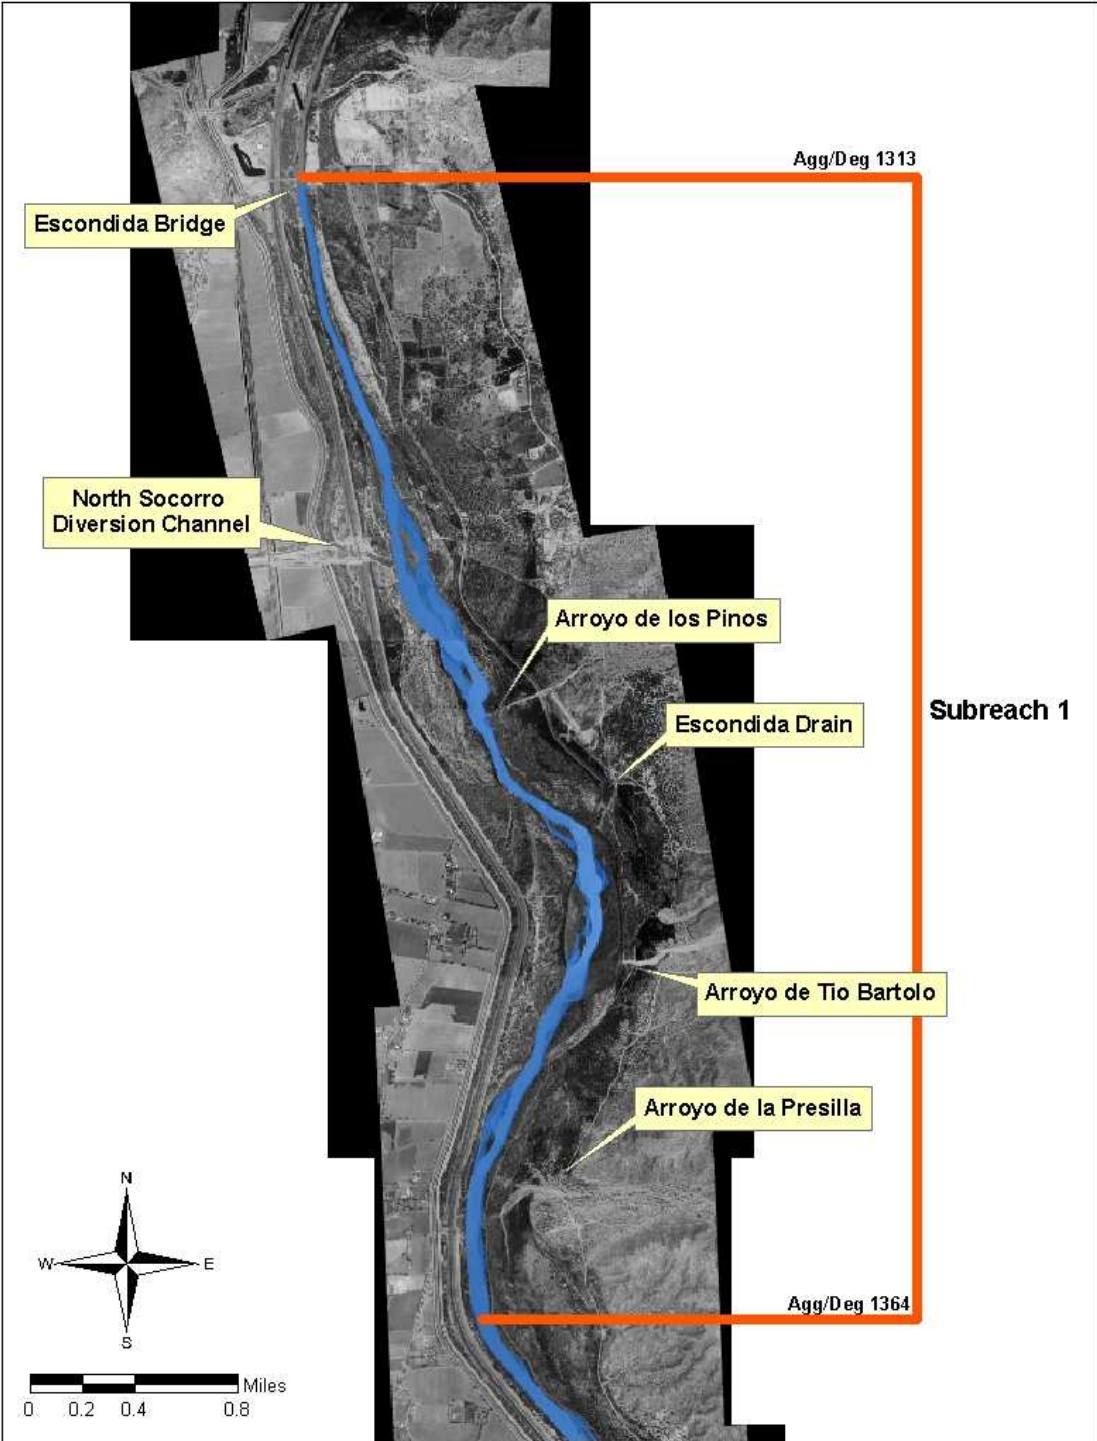 Agg/Deg 1313
Escondida Bridge
North Socorro
Diversion Channel
Arroyo de los Pinos
Escondida Drain
Subreach 1
Arroyo de Tio Bartolo
Arroyo de la Presilla
N
W
E
S
Agg/Deg 1364
Miles
0 0.2 0.4 0.8